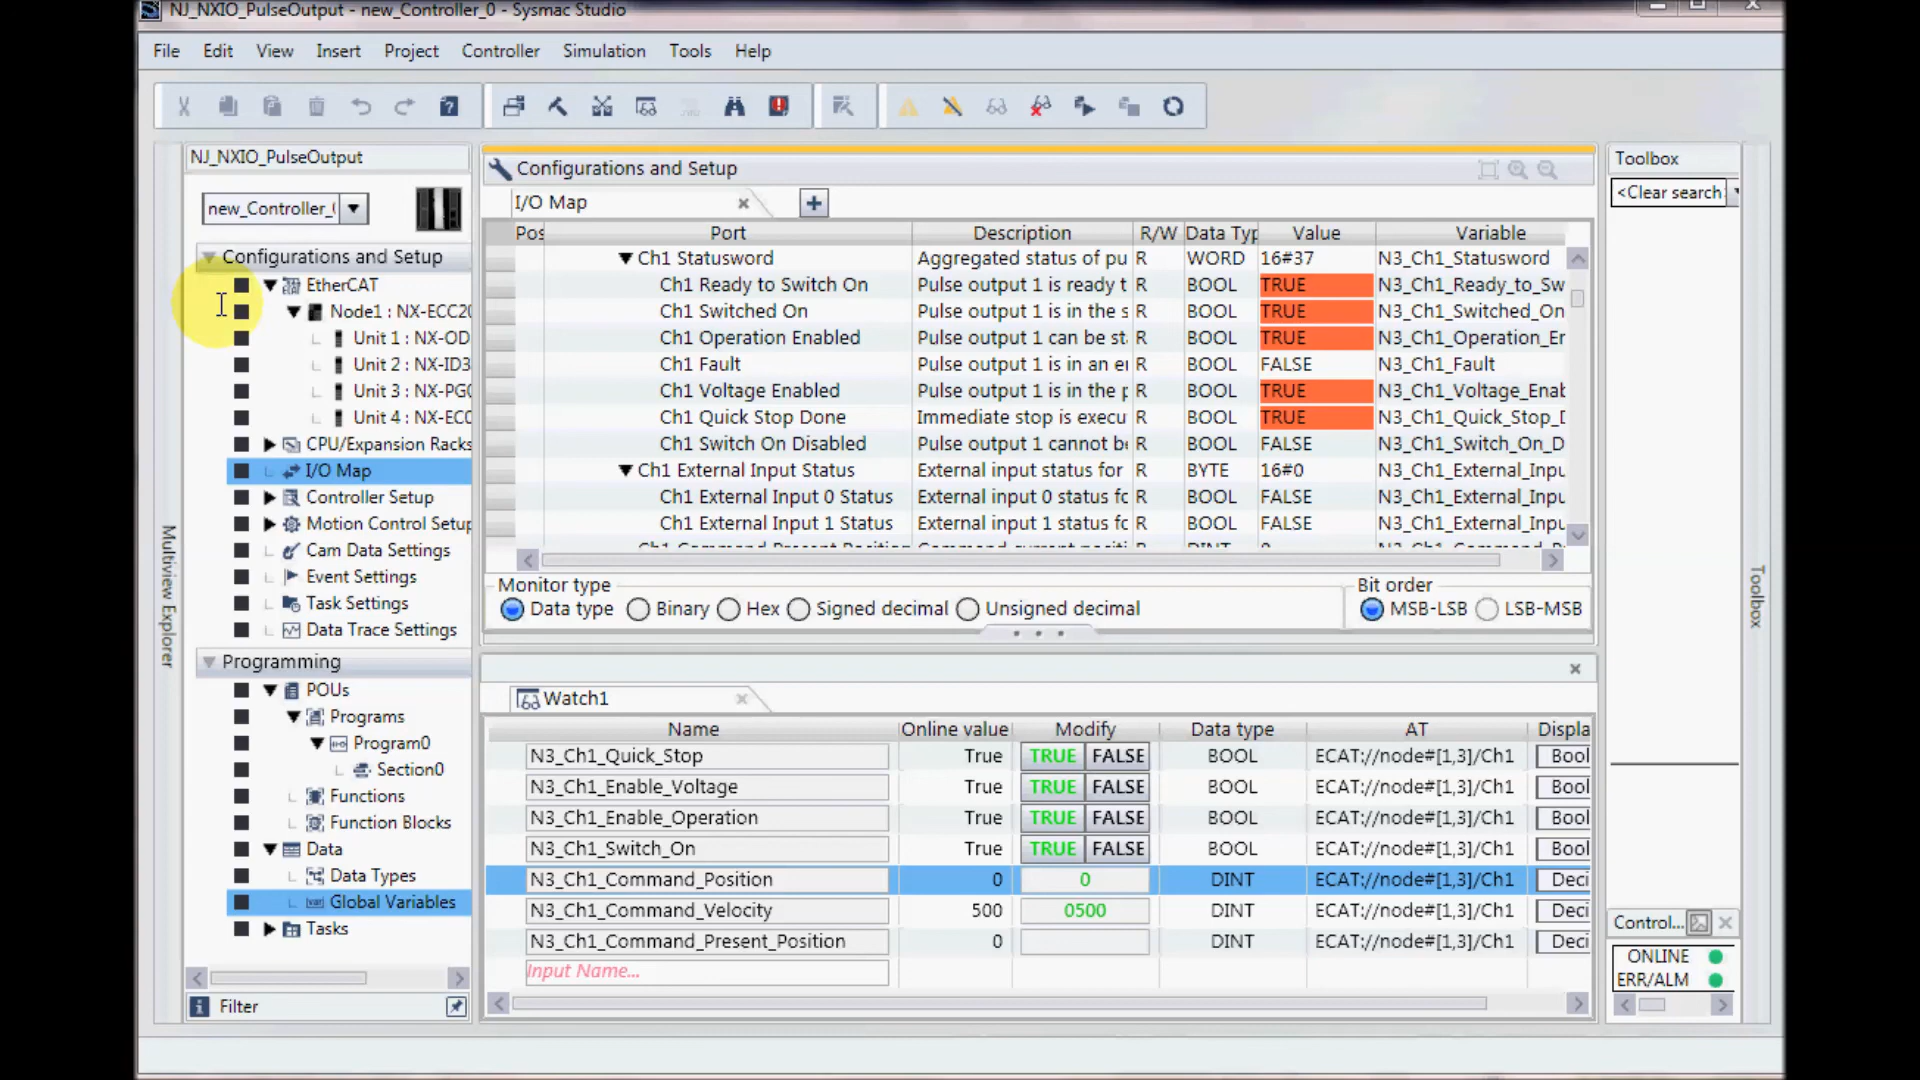 NJ_NXIO_PulseOutput - new_Controller_0 - Sysmac Studio
File Edit View Insert Project Controller Simulation Tools Help
Multiview Explorer
NJ_NXIO_PulseOutput
new_Controller_
Configurations and Setup
EtherCAT
Node1 : NX-ECC20
Unit 1 : NX-OD
Unit 2 : NX-ID3
Unit 3 : NX-PG0
Unit 4 : NX-EC0
CPU/Expansion Racks
I/O Map
Controller Setup
Motion Control Setup
Cam Data Settings
Event Settings
Task Settings
Data Trace Settings
Programming
POUs
Programs
Program0
Section0
Functions
Function Blocks
Data
Data Types
Global Variables
Tasks
Filter
Configurations and Setup
I/O Map
Pos Port Description R/W Data Typ Value Variable
Ch1 Statusword Aggregated status of pu R WORD 16#37 N3_Ch1_Statusword
Ch1 Ready to Switch On Pulse output 1 is ready t R BOOL TRUE N3_Ch1_Ready_to_Sw
Ch1 Switched On Pulse output 1 is in the s R BOOL TRUE N3_Ch1_Switched_On
Ch1 Operation Enabled Pulse output 1 can be st R BOOL TRUE N3_Ch1_Operation_Er
Ch1 Fault Pulse output 1 is in an er R BOOL FALSE N3_Ch1_Fault
Ch1 Voltage Enabled Pulse output 1 is in the p R BOOL TRUE N3_Ch1_Voltage_Enab
Ch1 Quick Stop Done Immediate stop is execu R BOOL TRUE N3_Ch1_Quick_Stop_D
Ch1 Switch On Disabled Pulse output 1 cannot be R BOOL FALSE N3_Ch1_Switch_On_D
Ch1 External Input Status External input status for R BYTE 16#0 N3_Ch1_External_Inpu
Ch1 External Input 0 Status External input 0 status fo R BOOL FALSE N3_Ch1_External_Inpu
Ch1 External Input 1 Status External input 1 status fo R BOOL FALSE N3_Ch1_External_Inpu
Monitor type
Data type Binary Hex Signed decimal Unsigned decimal
Bit order
MSB-LSB LSB-MSB
Watch1
Name Online value Modify Data type AT Displa
N3_Ch1_Quick_Stop True TRUE FALSE BOOL ECAT://node#[1,3]/Ch1 Bool
N3_Ch1_Enable_Voltage True TRUE FALSE BOOL ECAT://node#[1,3]/Ch1 Bool
N3_Ch1_Enable_Operation True TRUE FALSE BOOL ECAT://node#[1,3]/Ch1 Bool
N3_Ch1_Switch_On True TRUE FALSE BOOL ECAT://node#[1,3]/Ch1 Bool
N3_Ch1_Command_Position 0 0 DINT ECAT://node#[1,3]/Ch1 Deci
N3_Ch1_Command_Velocity 500 0500 DINT ECAT://node#[1,3]/Ch1 Deci
N3_Ch1_Command_Present_Position 0 DINT ECAT://node#[1,3]/Ch1 Deci
Input Name...
Toolbox
<Clear search
Control...
ONLINE
ERR/ALM
Toolbox